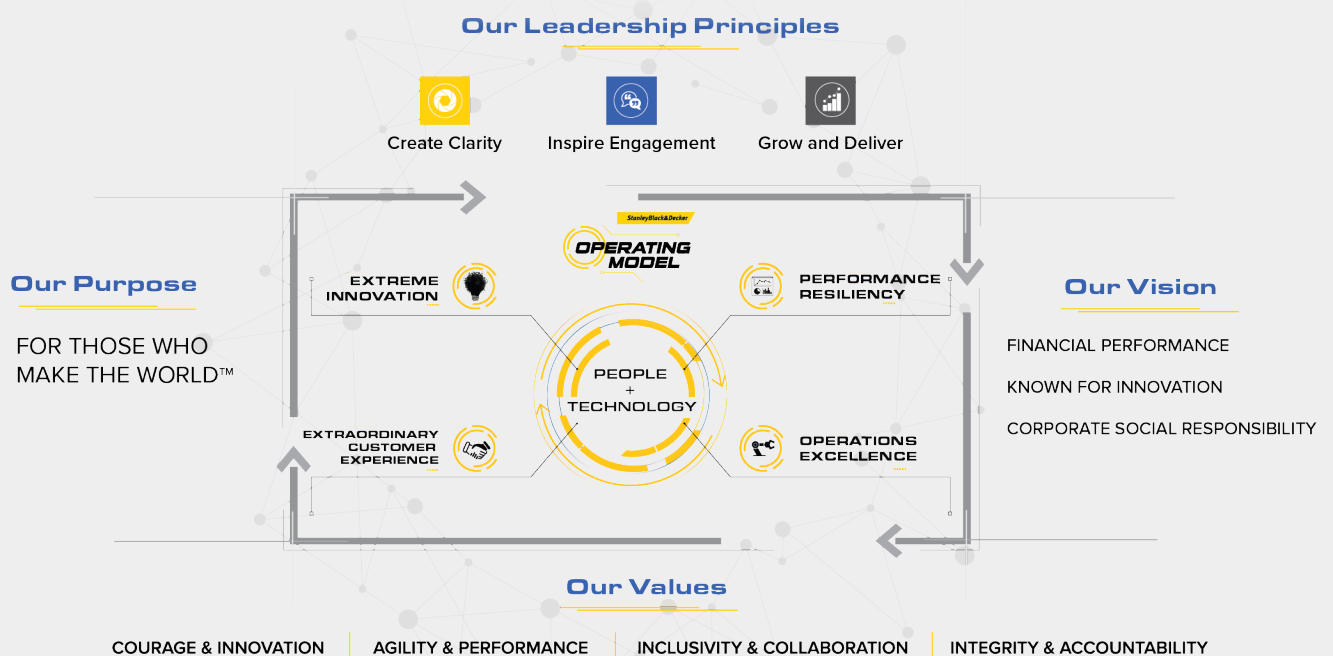 Our Leadership Principles
Create Clarity
Inspire Engagement
Grow and Deliver
StanleyBlack&Decker
OPERATING
MODEL
EXTREME
INNOVATION
PERFORMANCE
RESILIENCY
Our Purpose
FOR THOSE WHO
MAKE THE WORLD™
PEOPLE
+
TECHNOLOGY
EXTRAORDINARY
CUSTOMER
EXPERIENCE
OPERATIONS
EXCELLENCE
Our Vision
FINANCIAL PERFORMANCE
KNOWN FOR INNOVATION
CORPORATE SOCIAL RESPONSIBILITY
Our Values
COURAGE & INNOVATION
AGILITY & PERFORMANCE
INCLUSIVITY & COLLABORATION
INTEGRITY & ACCOUNTABILITY